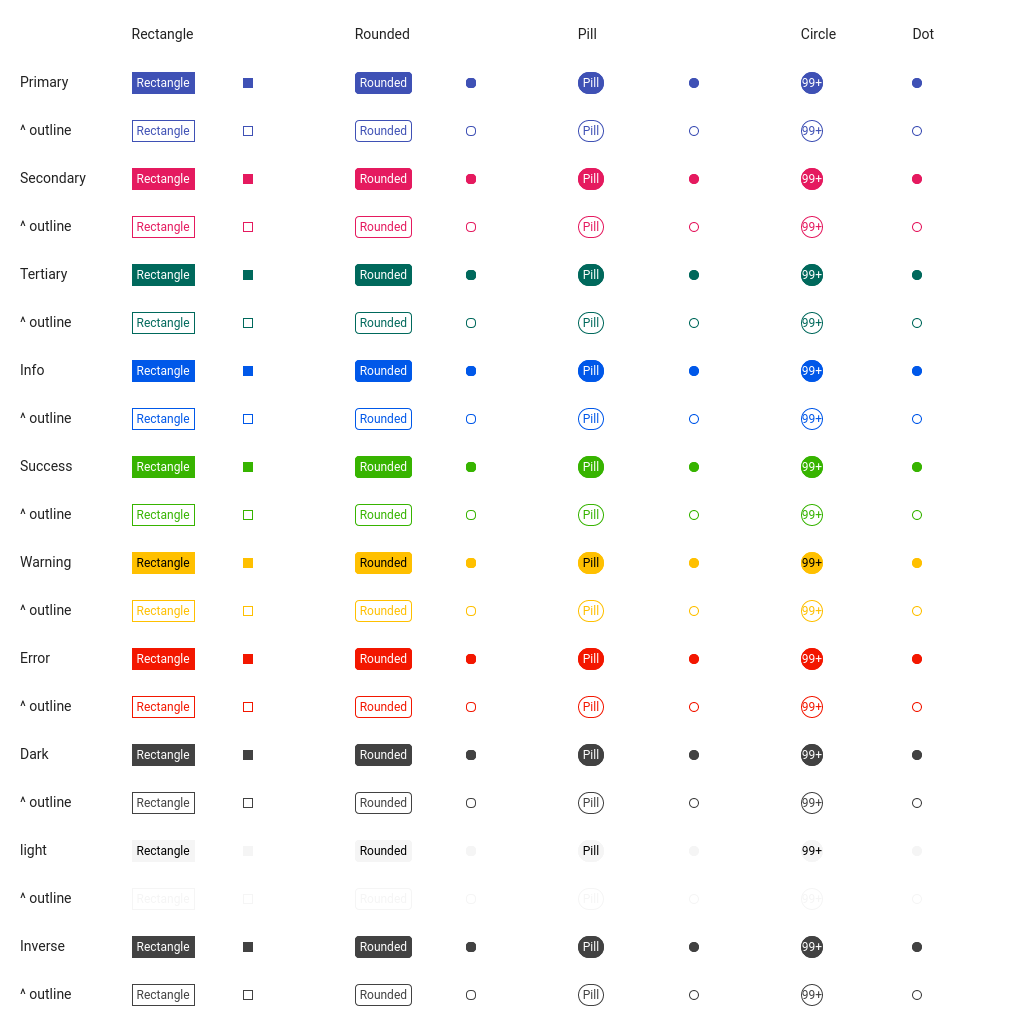 Rectangle Rounded Pill Circle Dot
Primary Rectangle Rounded Pill 99+
^ outline Rectangle Rounded Pill 99+
Secondary Rectangle Rounded Pill 99+
^ outline Rectangle Rounded Pill 99+
Tertiary Rectangle Rounded Pill 99+
^ outline Rectangle Rounded Pill 99+
Info Rectangle Rounded Pill 99+
^ outline Rectangle Rounded Pill 99+
Success Rectangle Rounded Pill 99+
^ outline Rectangle Rounded Pill 99+
Warning Rectangle Rounded Pill 99+
^ outline Rectangle Rounded Pill 99+
Error Rectangle Rounded Pill 99+
^ outline Rectangle Rounded Pill 99+
Dark Rectangle Rounded Pill 99+
^ outline Rectangle Rounded Pill 99+
light Rectangle Rounded Pill 99+
^ outline Rectangle Rounded Pill 99+
Inverse Rectangle Rounded Pill 99+
^ outline Rectangle Rounded Pill 99+